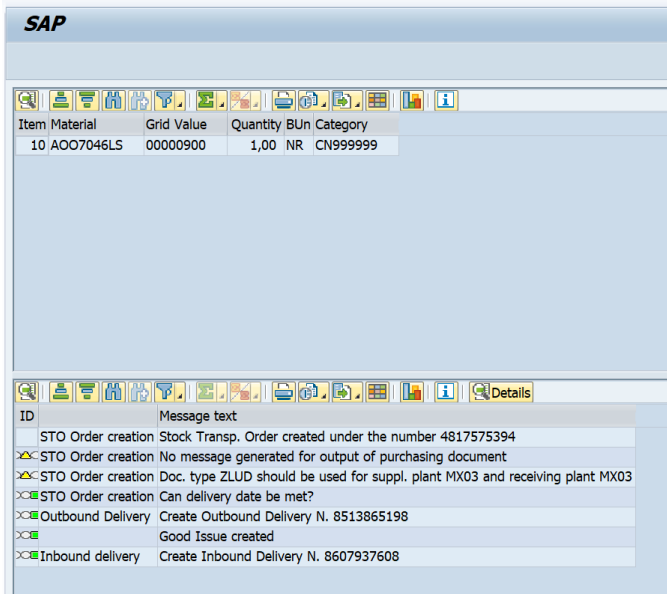 SAP
Item Material Grid Value Quantity BUn Category
10 AOO7046LS 00000900 1,00 NR CN999999
Details
ID Message text
STO Order creation Stock Transp. Order created under the number 4817575394
STO Order creation No message generated for output of purchasing document
STO Order creation Doc. type ZLUD should be used for suppl. plant MX03 and receiving plant MX03
STO Order creation Can delivery date be met?
Outbound Delivery Create Outbound Delivery N. 8513865198
Good Issue created
Inbound delivery Create Inbound Delivery N. 8607937608